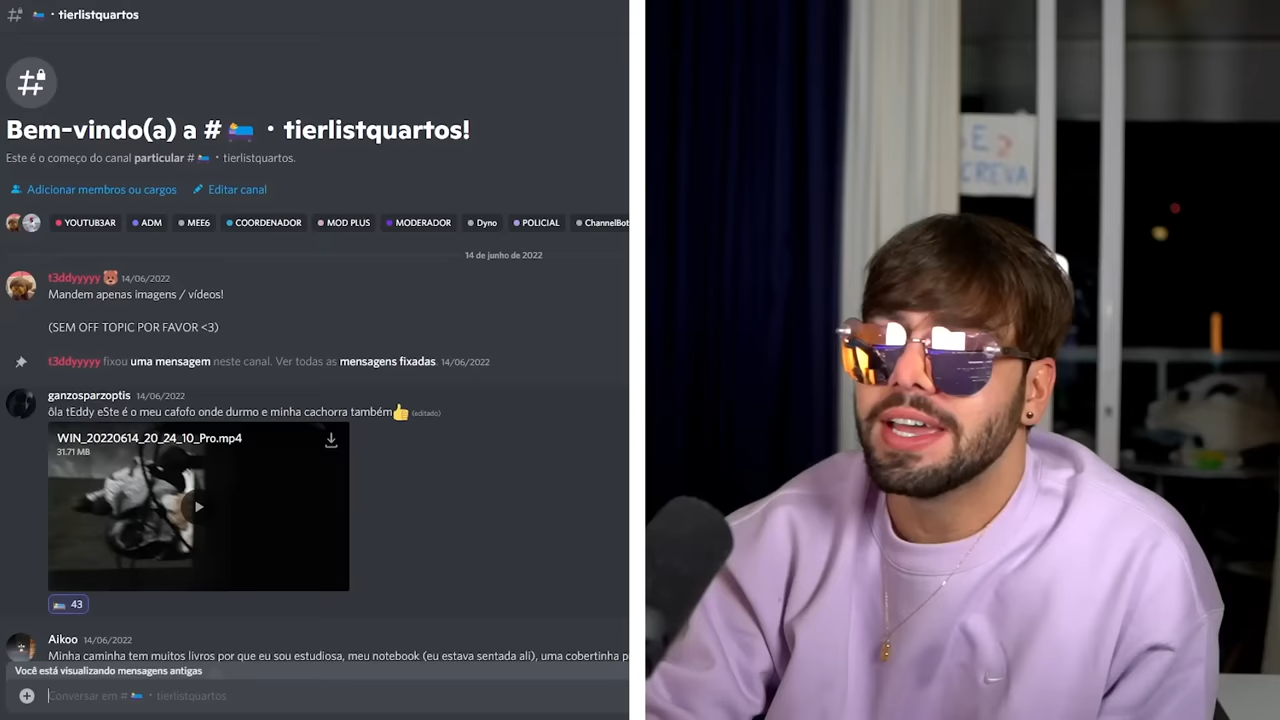 · tierlistquartos
Bem-vindo(a) a # · tierlistquartos!
Este é o começo do canal particular # · tierlistquartos.
Adicionar membros ou cargos Editar canal
YOUTUB3AR ADM MEE6 COORDENADOR MOD PLUS MODERADOR Dyno POLICIAL ChannelBot
14 de junho de 2022
t3ddyyyyy 14/06/2022
Mandem apenas imagens / vídeos!
(SEM OFF TOPIC POR FAVOR <3)
t3ddyyyyy fixou uma mensagem neste canal. Ver todas as mensagens fixadas. 14/06/2022
ganzosparzoptis 14/06/2022
ôla tEddy eSte é o meu cafofo onde durmo e minha cachorra também (editado)
WIN_20220614_20_24_10_Pro.mp4
31.71 MB
43
Aikoo 14/06/2022
Minha caminha tem muitos livros por que eu sou estudiosa, meu notebook (eu estava sentada ali), uma cobertinha p
Você está visualizando mensagens antigas
Conversar em # · tierlistquartos
SE
CREVA